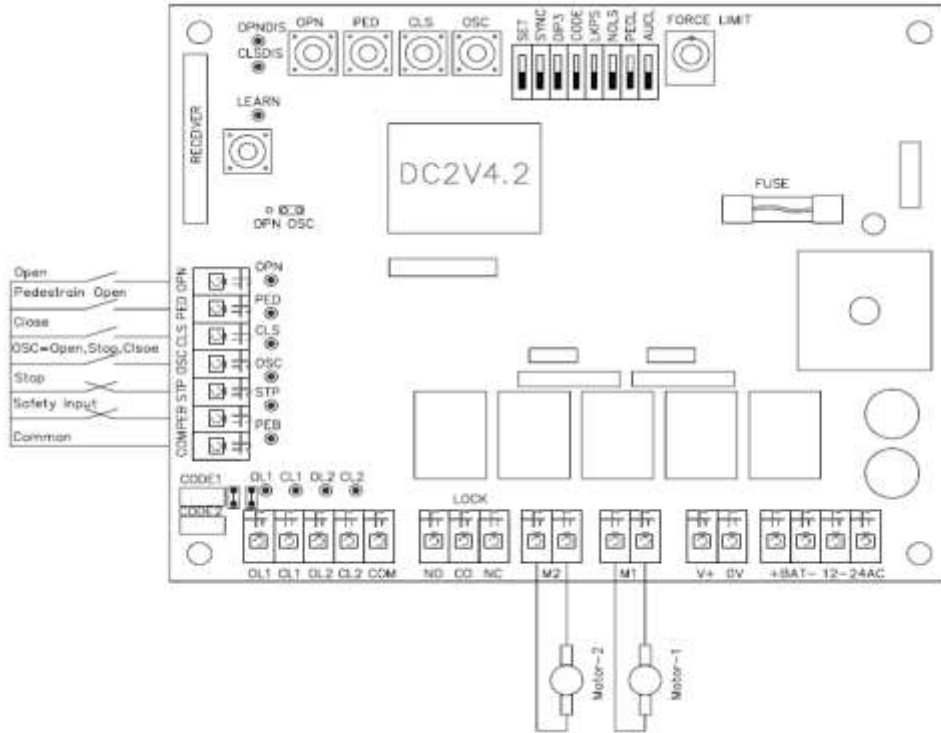 OPNDIS
CLSDIS
OPN PED CLS OSC
SET
SYNC
DIP3
CODE
LKPS
NOLS
PECL
AUCL
FORCE LIMIT
LEARN
RECEIVER
DC2V4.2
FUSE
OPN OSC
Open
Pedestrain Open
Close
OSC=Open,Stop,Clsoe
Stop
Safety input
Common
OPN
PED
CLS
OSC
STP
PEB
COM
OPN
PED
CLS
OSC
STP
PEB
CODE1
CODE2
OL1 CL1 OL2 CL2
LOCK
OL1 CL1 OL2 CL2 COM
NO CO NC
M2
M1
V+ 0V
+BAT- 12-24AC
Motor-2
Motor-1